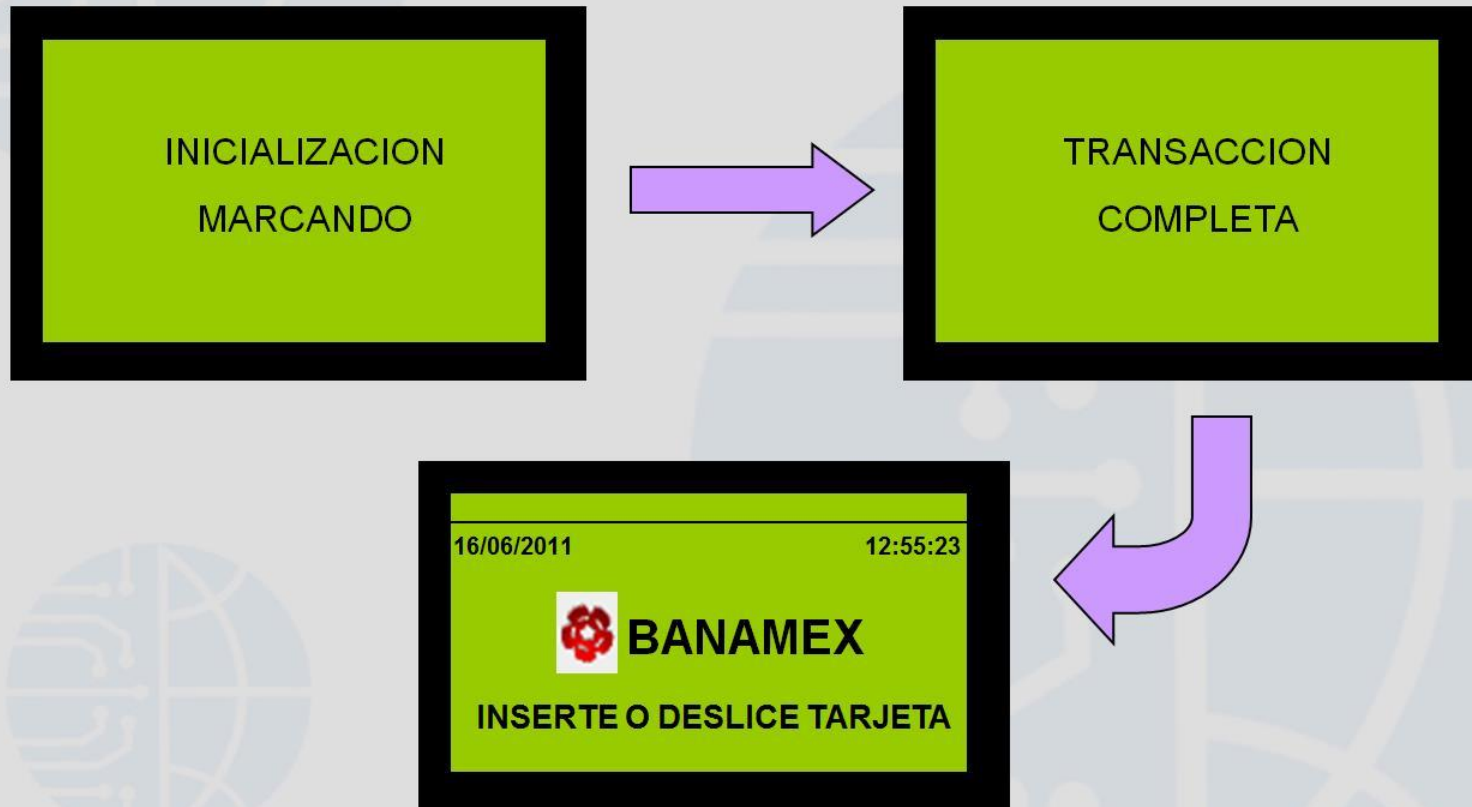 INICIALIZACION
MARCANDO
TRANSACCION
COMPLETA
16/06/2011 12:55:23
BANAMEX
INSERTE O DESLICE TARJETA